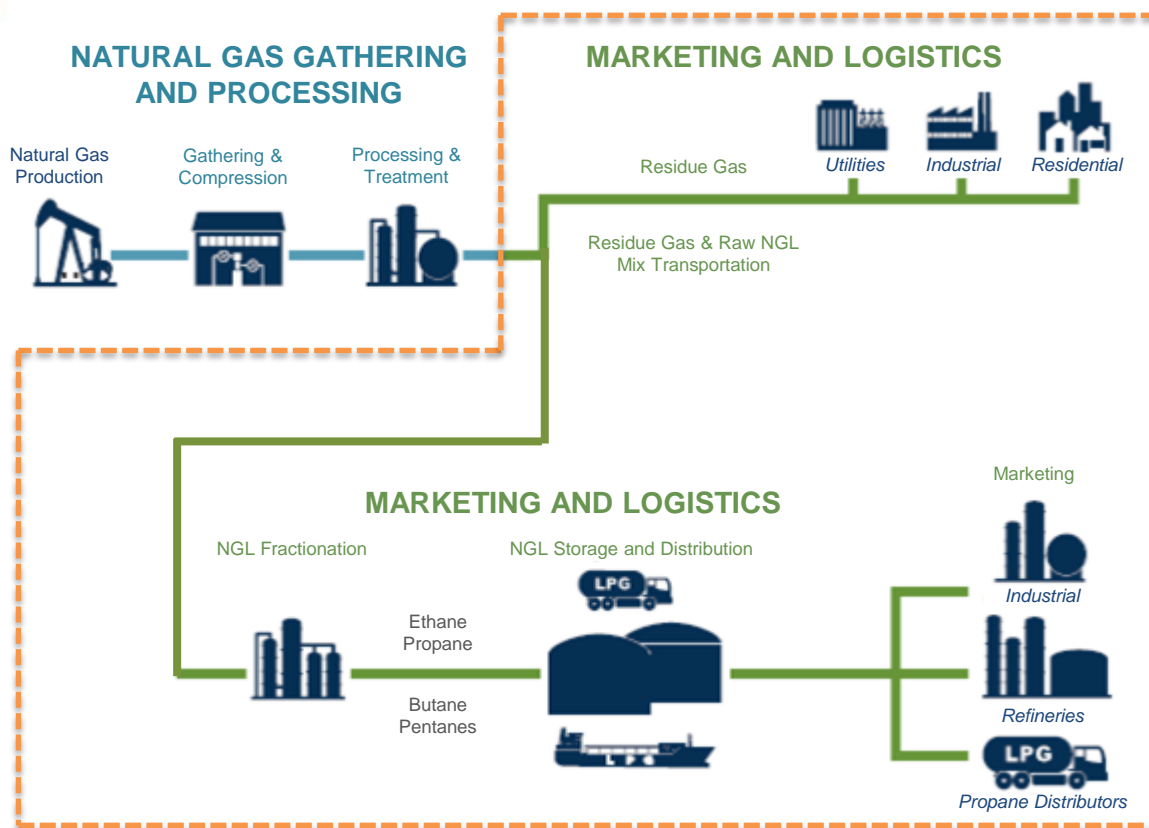 NATURAL GAS GATHERING
AND PROCESSING
MARKETING AND LOGISTICS
Natural Gas
Production
Gathering &
Compression
Processing &
Treatment
Residue Gas
Utilities
Industrial
Residential
Residue Gas & Raw NGL
Mix Transportation
MARKETING AND LOGISTICS
NGL Fractionation
NGL Storage and Distribution
Marketing
LPG
Ethane
Propane
Butane
Pentanes
LPG
Industrial
Refineries
LPG
Propane Distributors